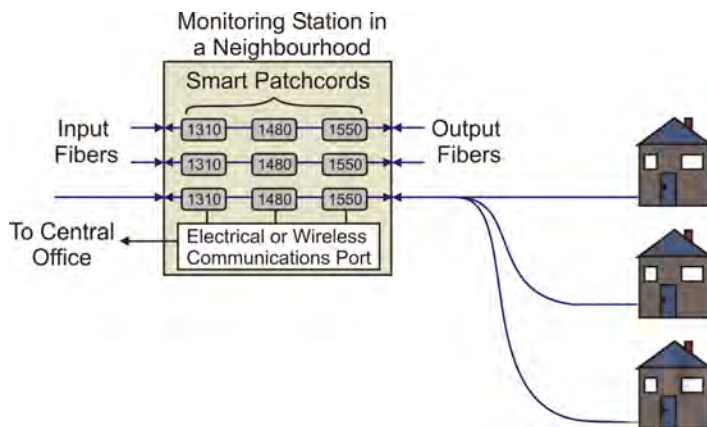 Monitoring Station in
a Neighbourhood
Smart Patchcords
Input
Fibers
1310 1480 1550
Output
Fibers
1310 1480 1550
1310 1480 1550
To Central
Office
Electrical or Wireless
Communications Port